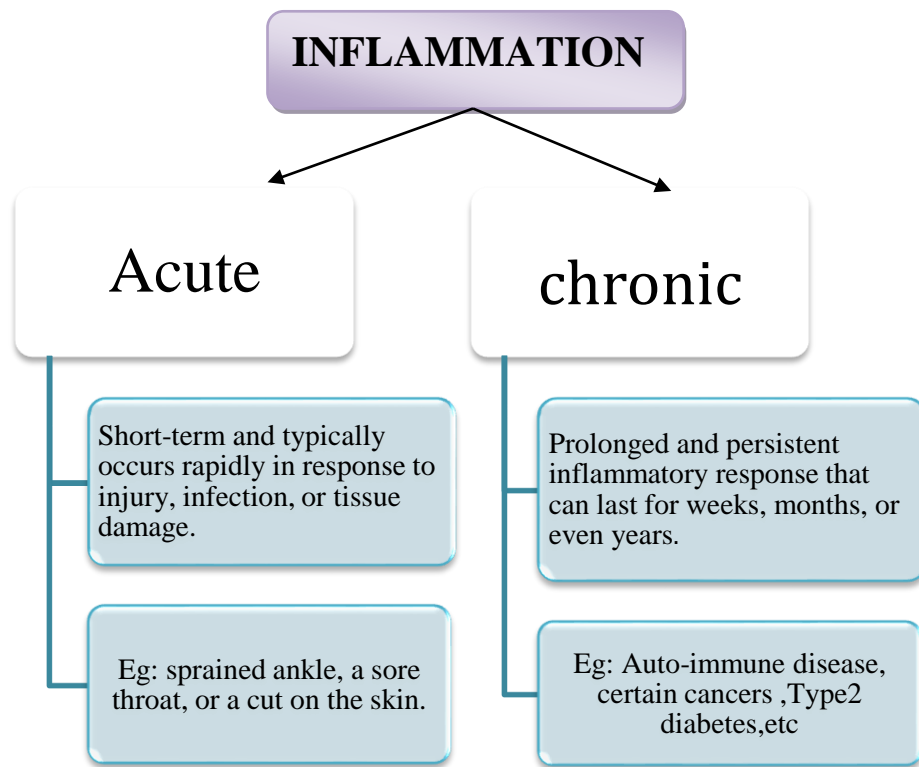 INFLAMMATION
Acute
Short-term and typically
occurs rapidly in response to
injury, infection, or tissue
damage.
Eg: sprained ankle, a sore
throat, or a cut on the skin.
chronic
Prolonged and persistent
inflammatory response that
can last for weeks, months, or
even years.
Eg: Auto-immune disease,
certain cancers ,Type2
diabetes,etc